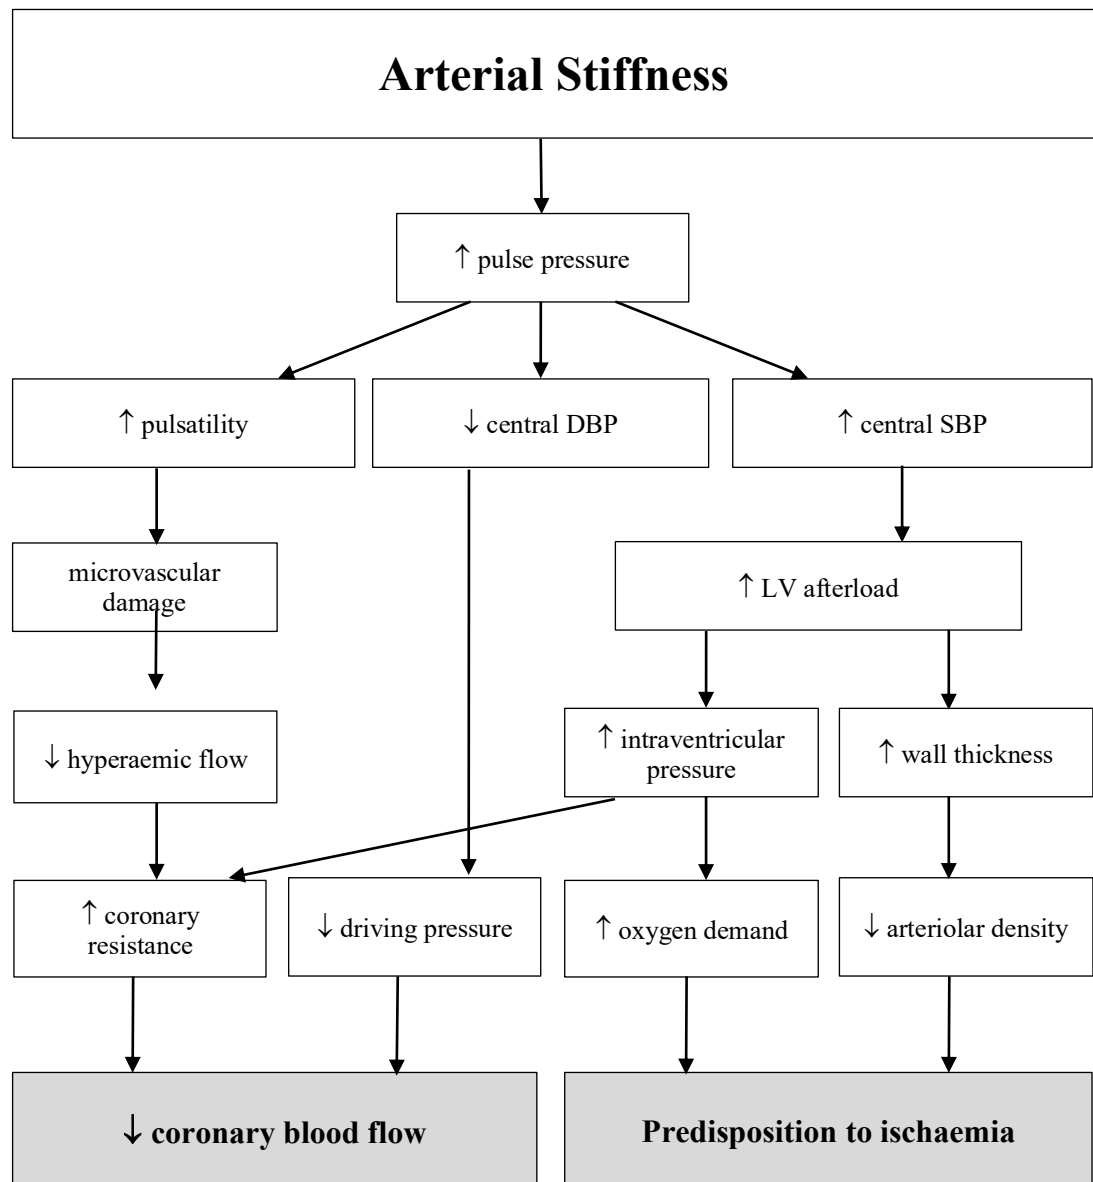 Arterial Stiffness
↑ pulse pressure
↑ pulsatility
↓ central DBP
↑ central SBP
microvascular
damage
↑ LV afterload
↓ hyperaemic flow
↑ intraventricular
pressure
↑ wall thickness
↑ coronary
resistance
↓ driving pressure
↑ oxygen demand
↓ arteriolar density
↓ coronary blood flow
Predisposition to ischaemia